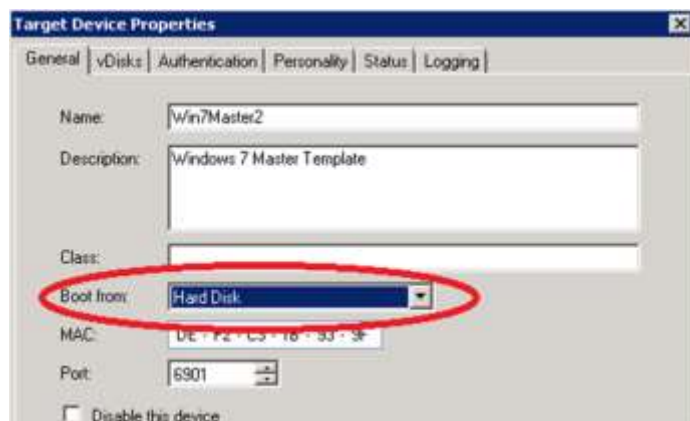 Target Device Properties
General vDisks Authentication Personality Status Logging
Name: Win7Master2
Description: Windows 7 Master Template
Class:
Boot from: Hard Disk
MAC:
Port: 6901
Disable this device